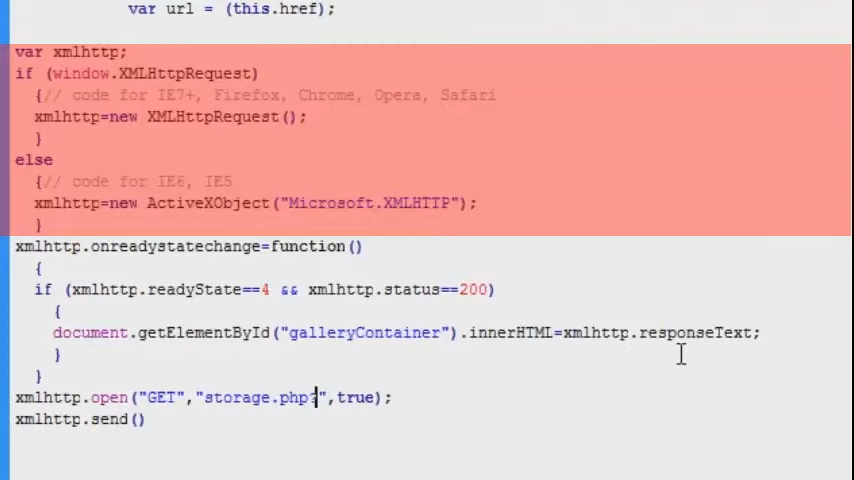 var url = (this.href);
var xmlhttp;
if (window.XMLHttpRequest)
{// code for IE7+, Firefox, Chrome, Opera, Safari
xmlhttp=new XMLHttpRequest();
}
else
{// code for IE6, IE5
xmlhttp=new ActiveXObject("Microsoft.XMLHTTP");
}
xmlhttp.onreadystatechange=function()
{
if (xmlhttp.readyState==4 && xmlhttp.status==200)
{
document.getElementById("galleryContainer").innerHTML=xmlhttp.responseText;
}
}
xmlhttp.open("GET","storage.php?",true);
xmlhttp.send()